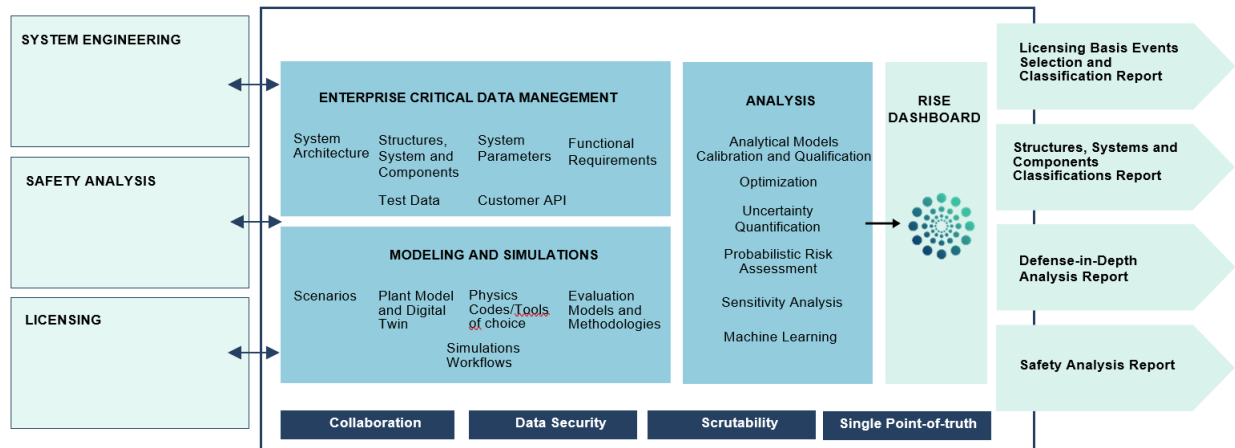 SYSTEM ENGINEERING
SAFETY ANALYSIS
LICENSING
ENTERPRISE CRITICAL DATA MANEGEMENT
System
Architecture
Structures,
System and
Components
System
Parameters
Functional
Requirements
Test Data
Customer API
MODELING AND SIMULATIONS
Scenarios
Plant Model
and Digital
Twin
Physics
Codes/Tools
of choice
Evaluation
Models and
Methodologies
Simulations
Workflows
ANALYSIS
Analytical Models
Calibration and Qualification
Optimization
Uncertainty
Quantification
Probabilistic Risk
Assessment
Sensitivity Analysis
Machine Learning
RISE
DASHBOARD
Licensing Basis Events
Selection and
Classification Report
Structures, Systems and
Components
Classifications Report
Defense-in-Depth
Analysis Report
Safety Analysis Report
Collaboration
Data Security
Scrutability
Single Point-of-truth